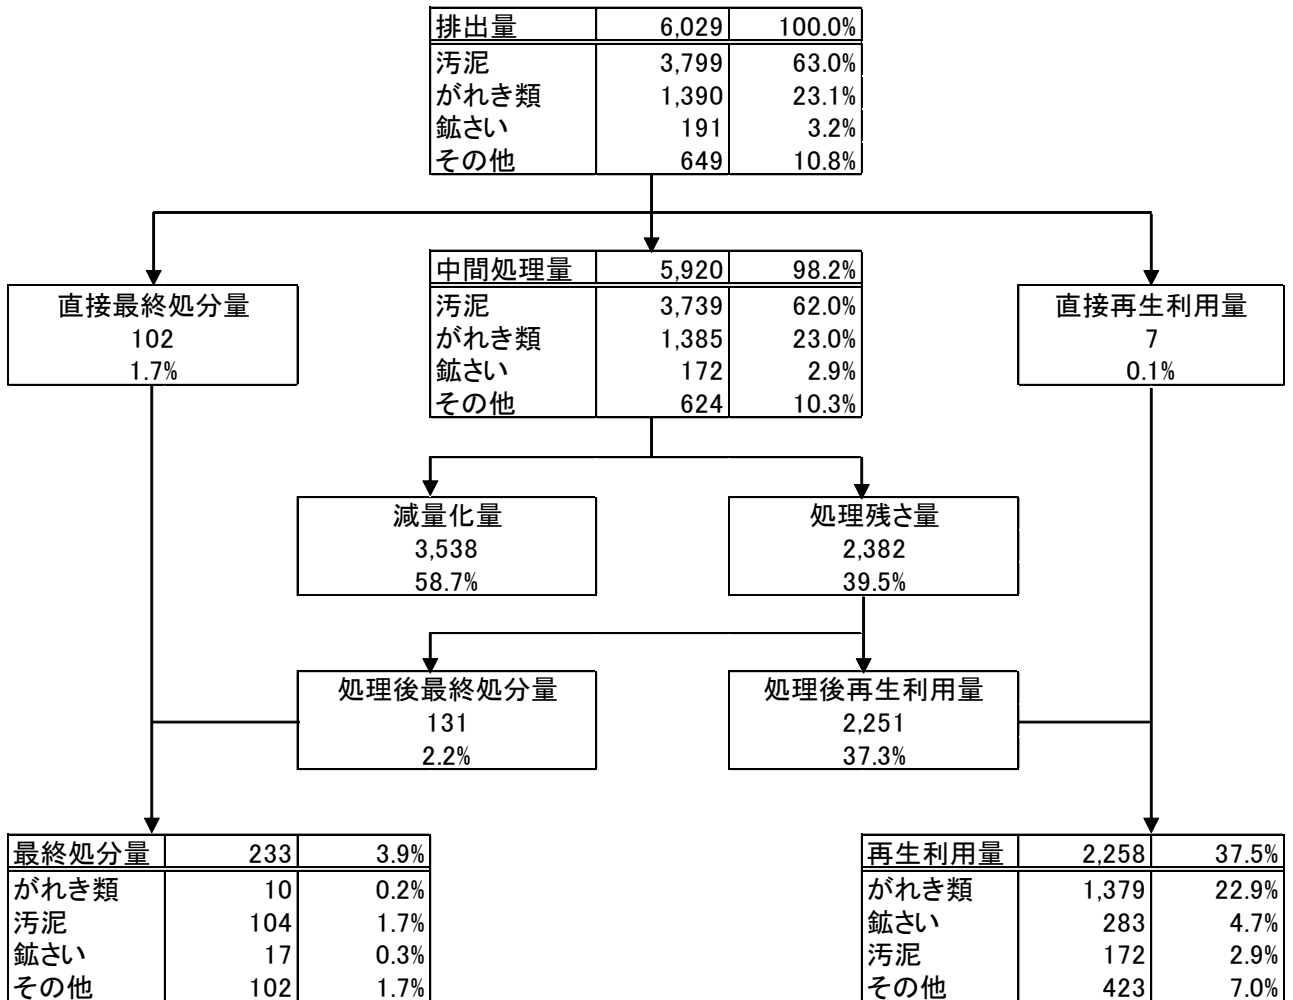 排出量 6,029 100.0%
汚泥 3,799 63.0%
がれき類 1,390 23.1%
鉱さい 191 3.2%
その他 649 10.8%
中間処理量 5,920 98.2%
汚泥 3,739 62.0%
がれき類 1,385 23.0%
鉱さい 172 2.9%
その他 624 10.3%
直接最終処分量
102
1.7%
直接再生利用量
7
0.1%
減量化量
3,538
58.7%
処理残さ量
2,382
39.5%
処理後最終処分量
131
2.2%
処理後再生利用量
2,251
37.3%
最終処分量 233 3.9%
がれき類 10 0.2%
汚泥 104 1.7%
鉱さい 17 0.3%
その他 102 1.7%
再生利用量 2,258 37.5%
がれき類 1,379 22.9%
鉱さい 283 4.7%
汚泥 172 2.9%
その他 423 7.0%